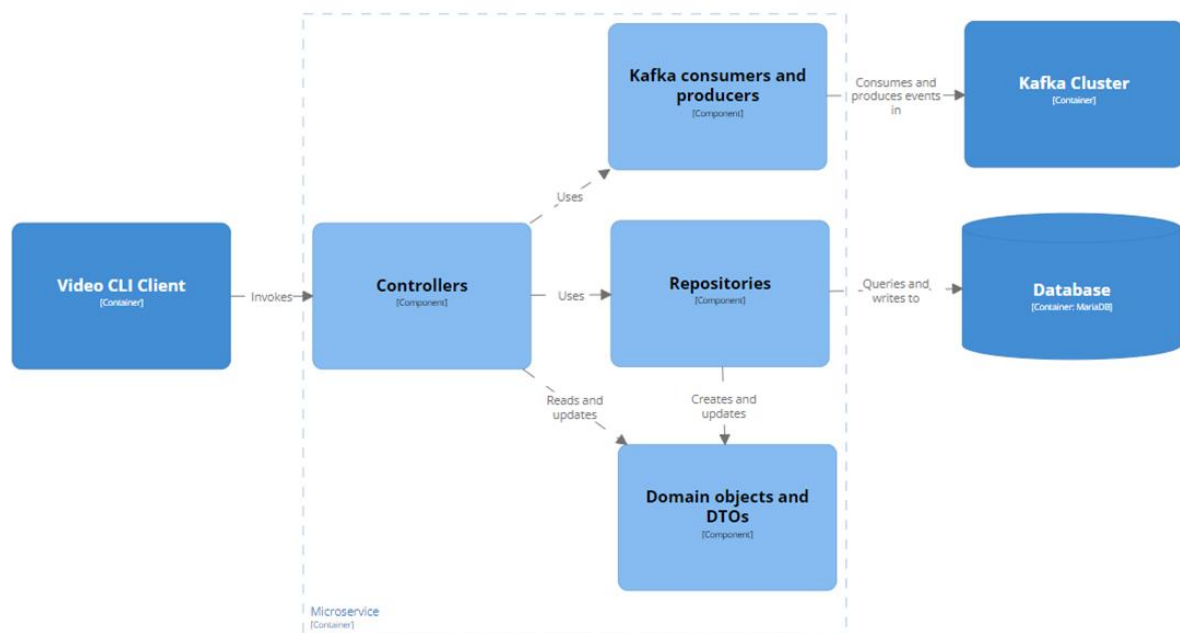 Kafka consumers and
producers
[Component]
Consumes and
produces events
in
Kafka Cluster
[Container]
Uses
Video CLI Client
[Container]
Invokes
Controllers
[Component]
Uses
Repositories
[Component]
Queries and
writes to
Database
[Container: MariaDB]
Reads and
updates
Creates and
updates
Domain objects and
DTOs
[Component]
Microservice
[Container]